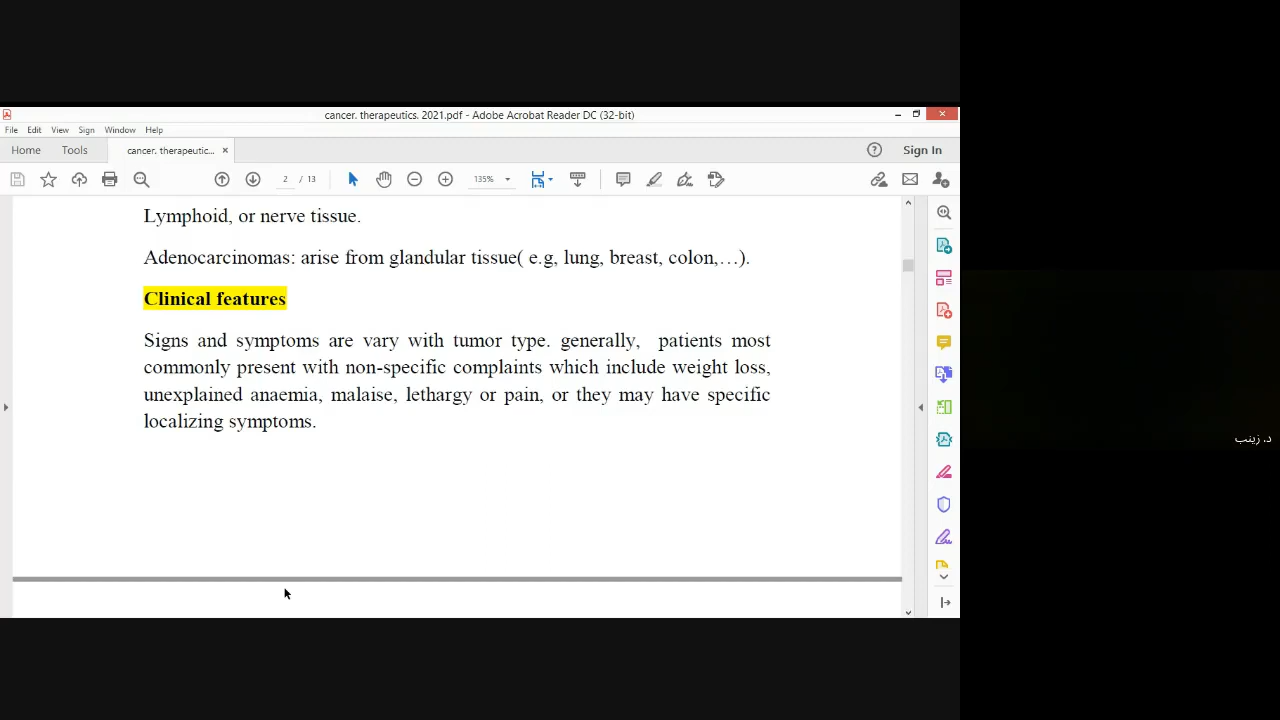 cancer. therapeutics. 2021.pdf - Adobe Acrobat Reader DC (32-bit)
File Edit View Sign Window Help
Home Tools cancer. therapeutic... × Sign In
2 / 13 135%
Lymphoid, or nerve tissue.
Adenocarcinomas: arise from glandular tissue( e.g, lung, breast, colon,…).
Clinical features
Signs and symptoms are vary with tumor type. generally, patients most
commonly present with non-specific complaints which include weight loss,
unexplained anaemia, malaise, lethargy or pain, or they may have specific
localizing symptoms.
د. زينب